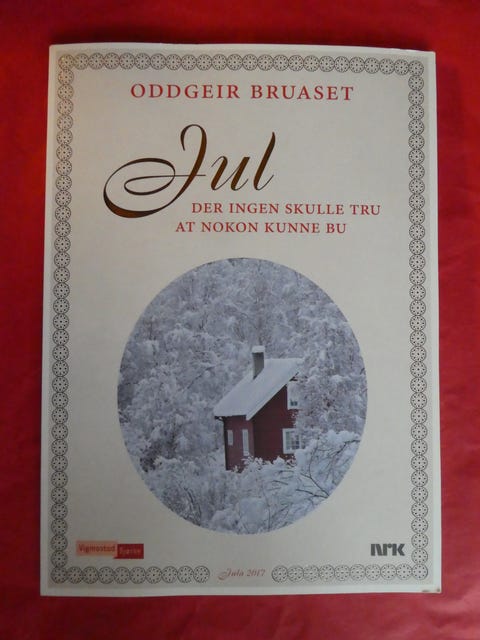 ODDGEIR BRUASET
Jul
DER INGEN SKULLE TRU
AT NOKON KUNNE BU
Vigmostad Bjørke
NRK
Jula 2017